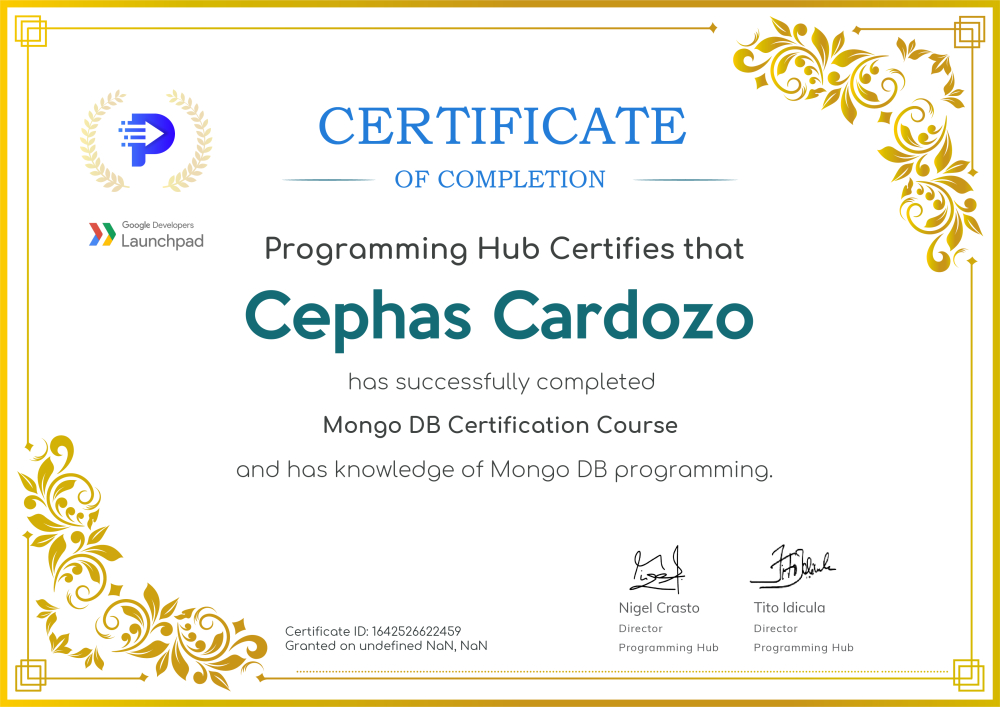 CERTIFICATE
OF COMPLETION
Google Developers
Launchpad
Programming Hub Certifies that
Cephas Cardozo
has successfully completed
Mongo DB Certification Course
and has knowledge of Mongo DB programming.
Nigel Crasto
Director
Programming Hub
Tito Idicula
Director
Programming Hub
Certificate ID: 1642526622459
Granted on undefined NaN, NaN